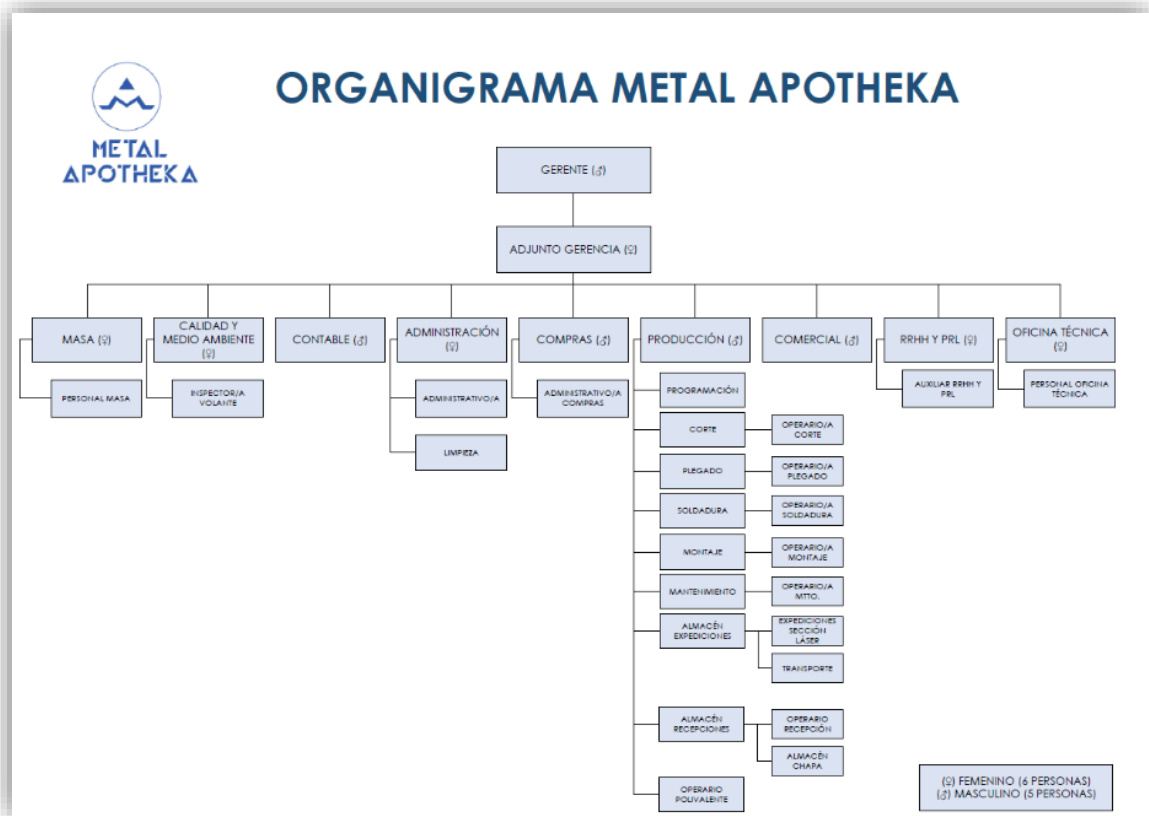 ORGANIGRAMA METAL APOTHEKA
METAL
APOTHEKA
GERENTE (♂)
ADJUNTO GERENCIA (♀)
MASA (♀)
PERSONAL MASA
CALIDAD Y
MEDIO AMBIENTE
(♀)
INSPECTOR/A
VOLANTE
CONTABLE (♂)
ADMINISTRACIÓN
(♀)
ADMINISTRATIVO/A
LIMPIEZA
COMPRAS (♂)
ADMINISTRATIVO/A
COMPRAS
PRODUCCIÓN (♂)
PROGRAMACIÓN
CORTE
OPERARIO/A
CORTE
PLEGADO
OPERARIO/A
PLEGADO
SOLDADURA
OPERARIO/A
SOLDADURA
MONTAJE
OPERARIO/A
MONTAJE
MANTENIMIENTO
OPERARIO/A
MTTO.
ALMACÉN
EXPEDICIONES
EXPEDICIONES
SECCIÓN
LÁSER
TRANSPORTE
ALMACÉN
RECEPCIONES
OPERARIO
RECEPCIÓN
ALMACÉN
CHAPA
OPERARIO
POLIVALENTE
COMERCIAL (♂)
RRHH Y PRL (♀)
AUXILIAR RRHH Y
PRL
OFICINA TÉCNICA
(♀)
PERSONAL OFICINA
TÉCNICA
(♀) FEMENINO (6 PERSONAS)
(♂) MASCULINO (5 PERSONAS)